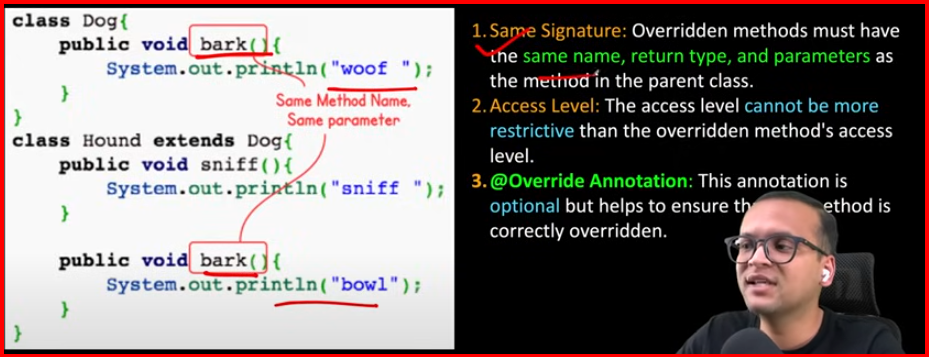 class Dog{
public void bark(){
System.out.println("woof ");
}
}
Same Method Name,
Same parameter
class Hound extends Dog{
public void sniff(){
System.out.println("sniff ");
}
public void bark(){
System.out.println("bowl");
}
}
1. Same Signature: Overridden methods must have
the same name, return type, and parameters as
the method in the parent class.
2. Access Level: The access level cannot be more
restrictive than the overridden method's access
level.
3. @Override Annotation: This annotation is
optional but helps to ensure is
correctly overridden.